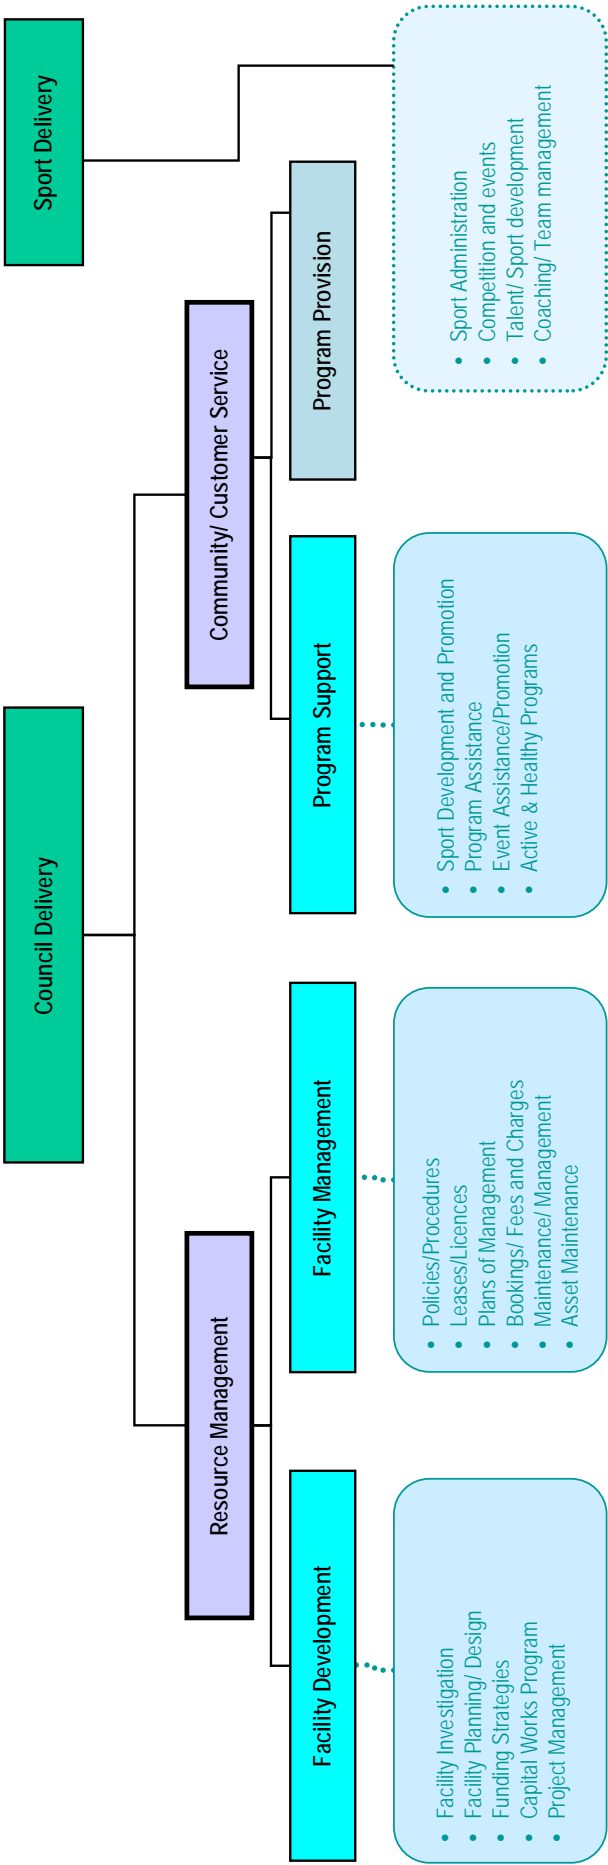 Council Delivery
Sport Delivery
Resource Management
Community/ Customer Service
Facility Development
Facility Management
Program Support
Program Provision
• Facility Investigation
• Facility Planning/ Design
• Funding Strategies
• Capital Works Program
• Project Management
• Policies/Procedures
• Leases/Licences
• Plans of Management
• Bookings/ Fees and Charges
• Maintenance/ Management
• Asset Maintenance
• Sport Development and Promotion
• Program Assistance
• Event Assistance/Promotion
• Active & Healthy Programs
• Sport Administration
• Competition and events
• Talent/ Sport development
• Coaching/ Team management